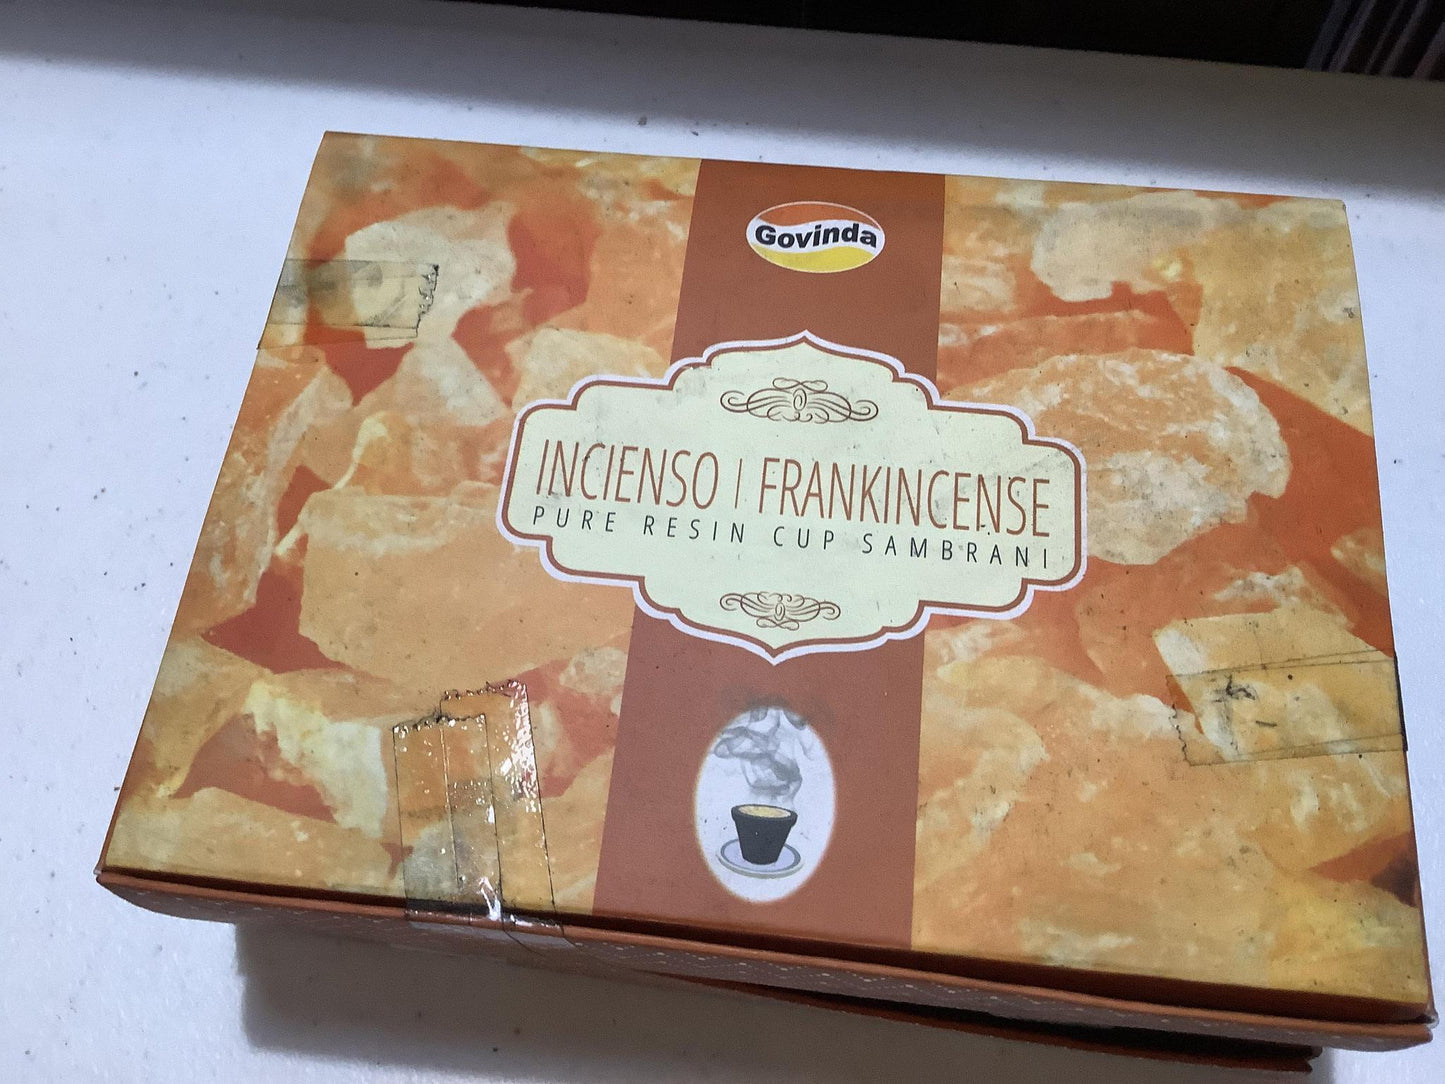 Govinda
INCIENSO | FRANKINCENSE
PURE RESIN CUP SAMBRANI